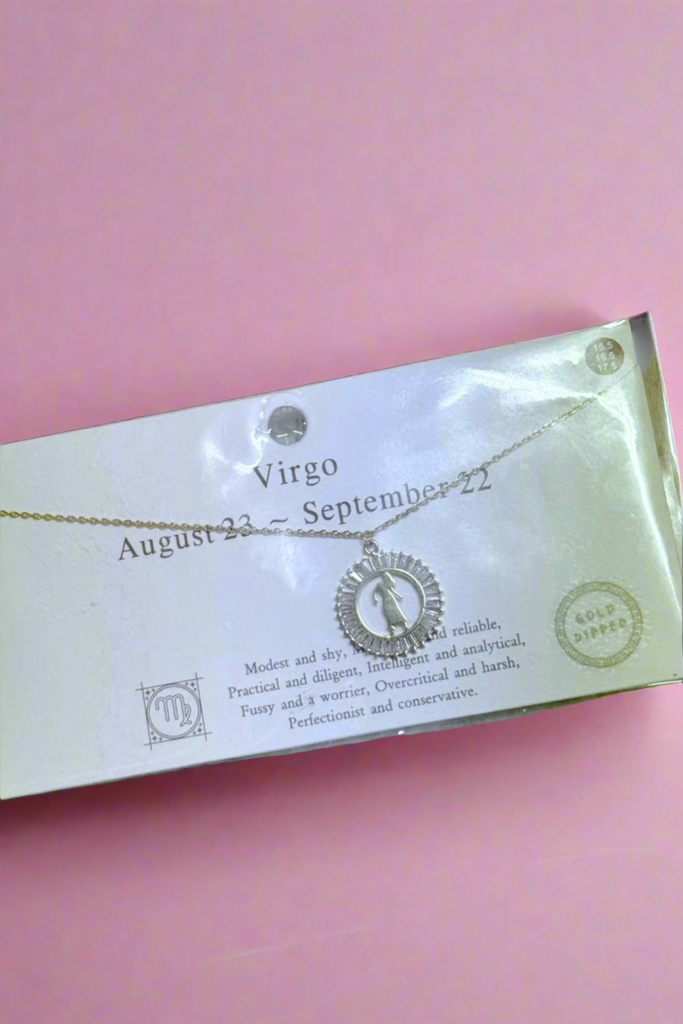 15.5
16.5
17.5
Virgo
August 23 ~ September 22
GOLD
DIPPED
Modest and shy, and reliable,
Practical and diligent, Intelligent and analytical,
Fussy and a worrier, Overcritical and harsh,
Perfectionist and conservative.